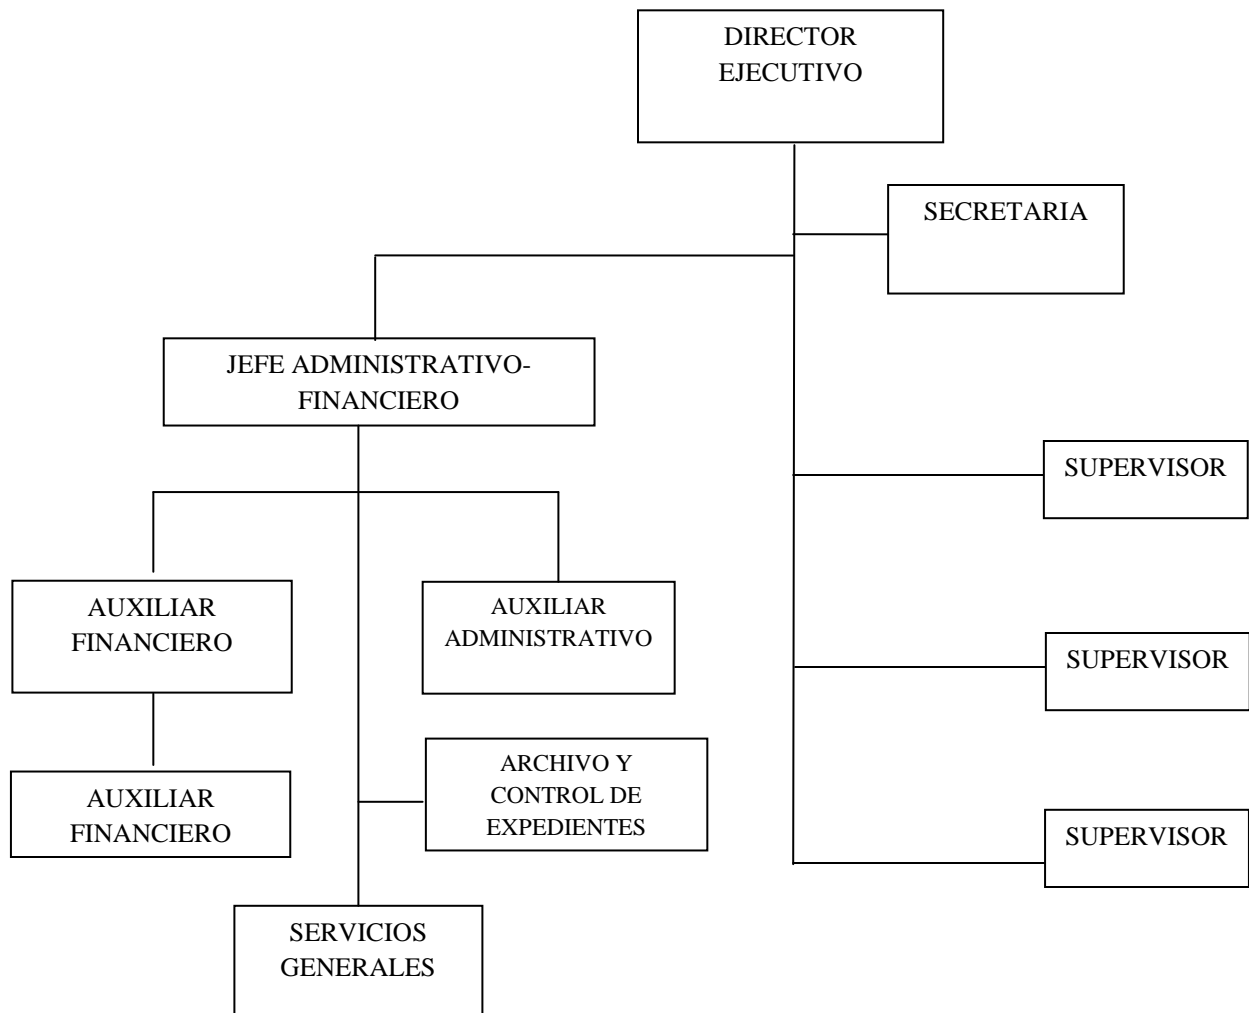 DIRECTOR
EJECUTIVO
SECRETARIA
JEFE ADMINISTRATIVO-
FINANCIERO
SUPERVISOR
AUXILIAR
FINANCIERO
AUXILIAR
ADMINISTRATIVO
SUPERVISOR
AUXILIAR
FINANCIERO
ARCHIVO Y
CONTROL DE
EXPEDIENTES
SUPERVISOR
SERVICIOS
GENERALES